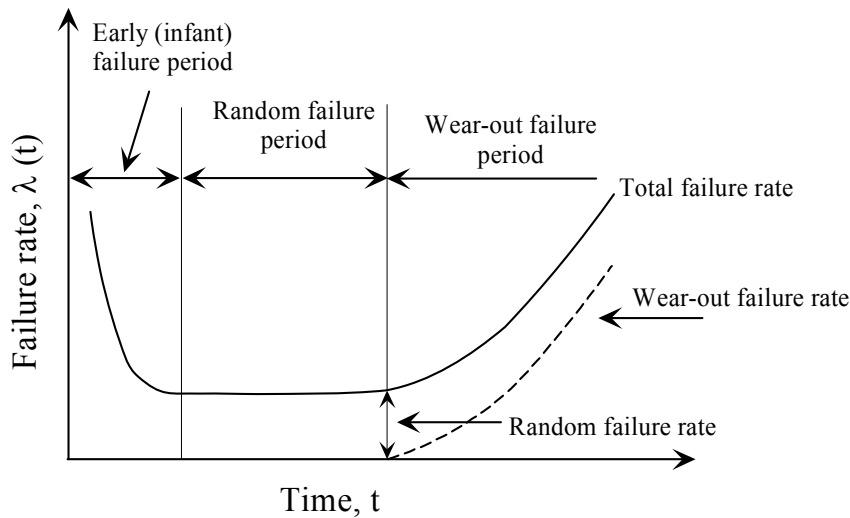 Early (infant)
failure period
Random failure
period
Wear-out failure
period
Total failure rate
Wear-out failure rate
Random failure rate
Failure rate, λ (t)
Time, t